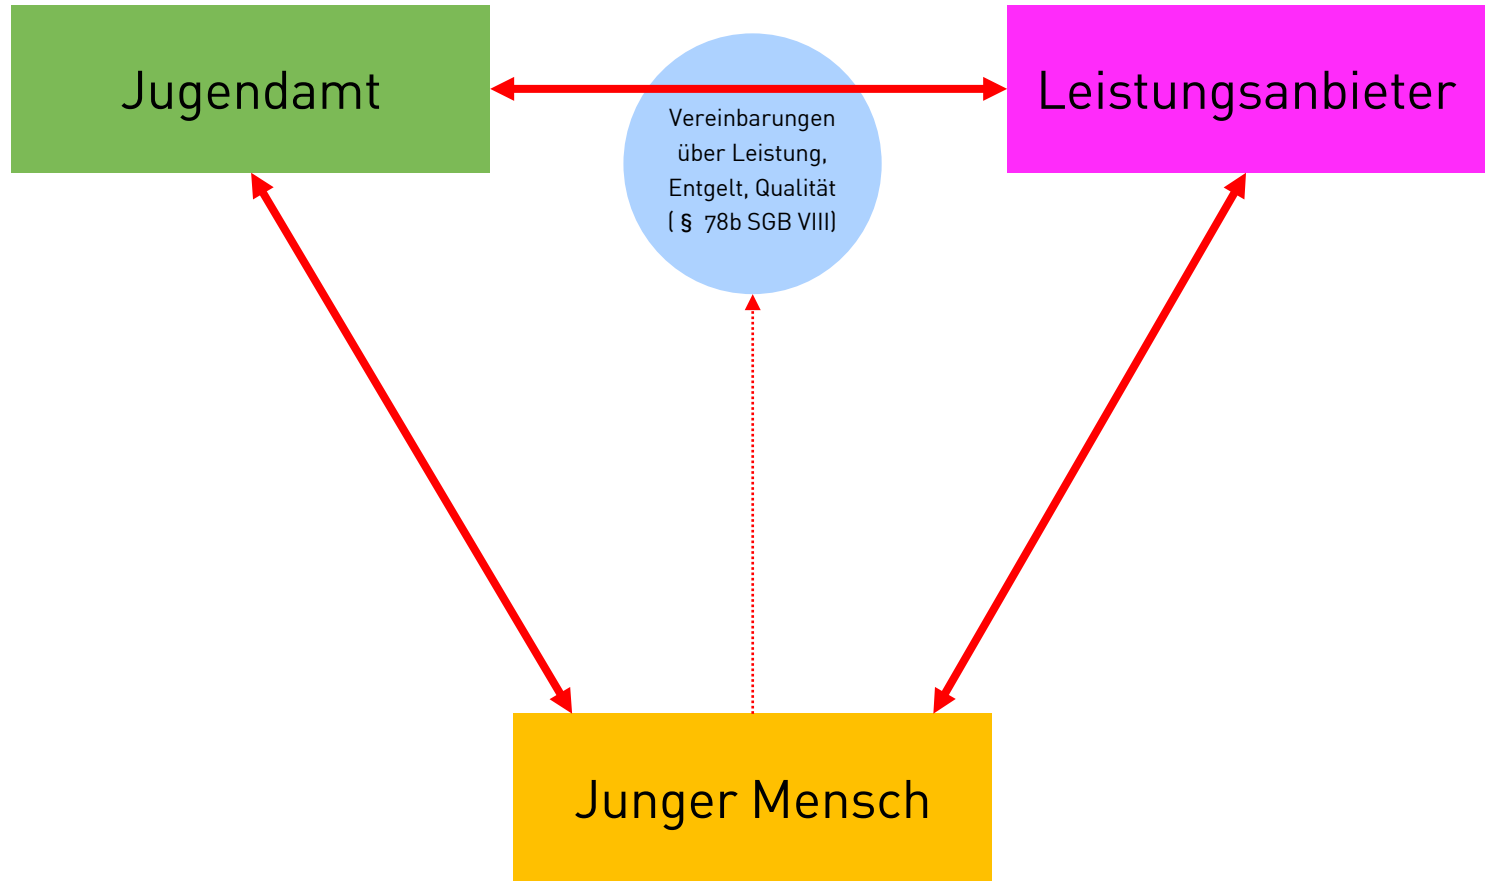 Jugendamt
Leistungsanbieter
Vereinbarungen
über Leistung,
Entgelt, Qualität
( § 78b SGB VIII)
Junger Mensch